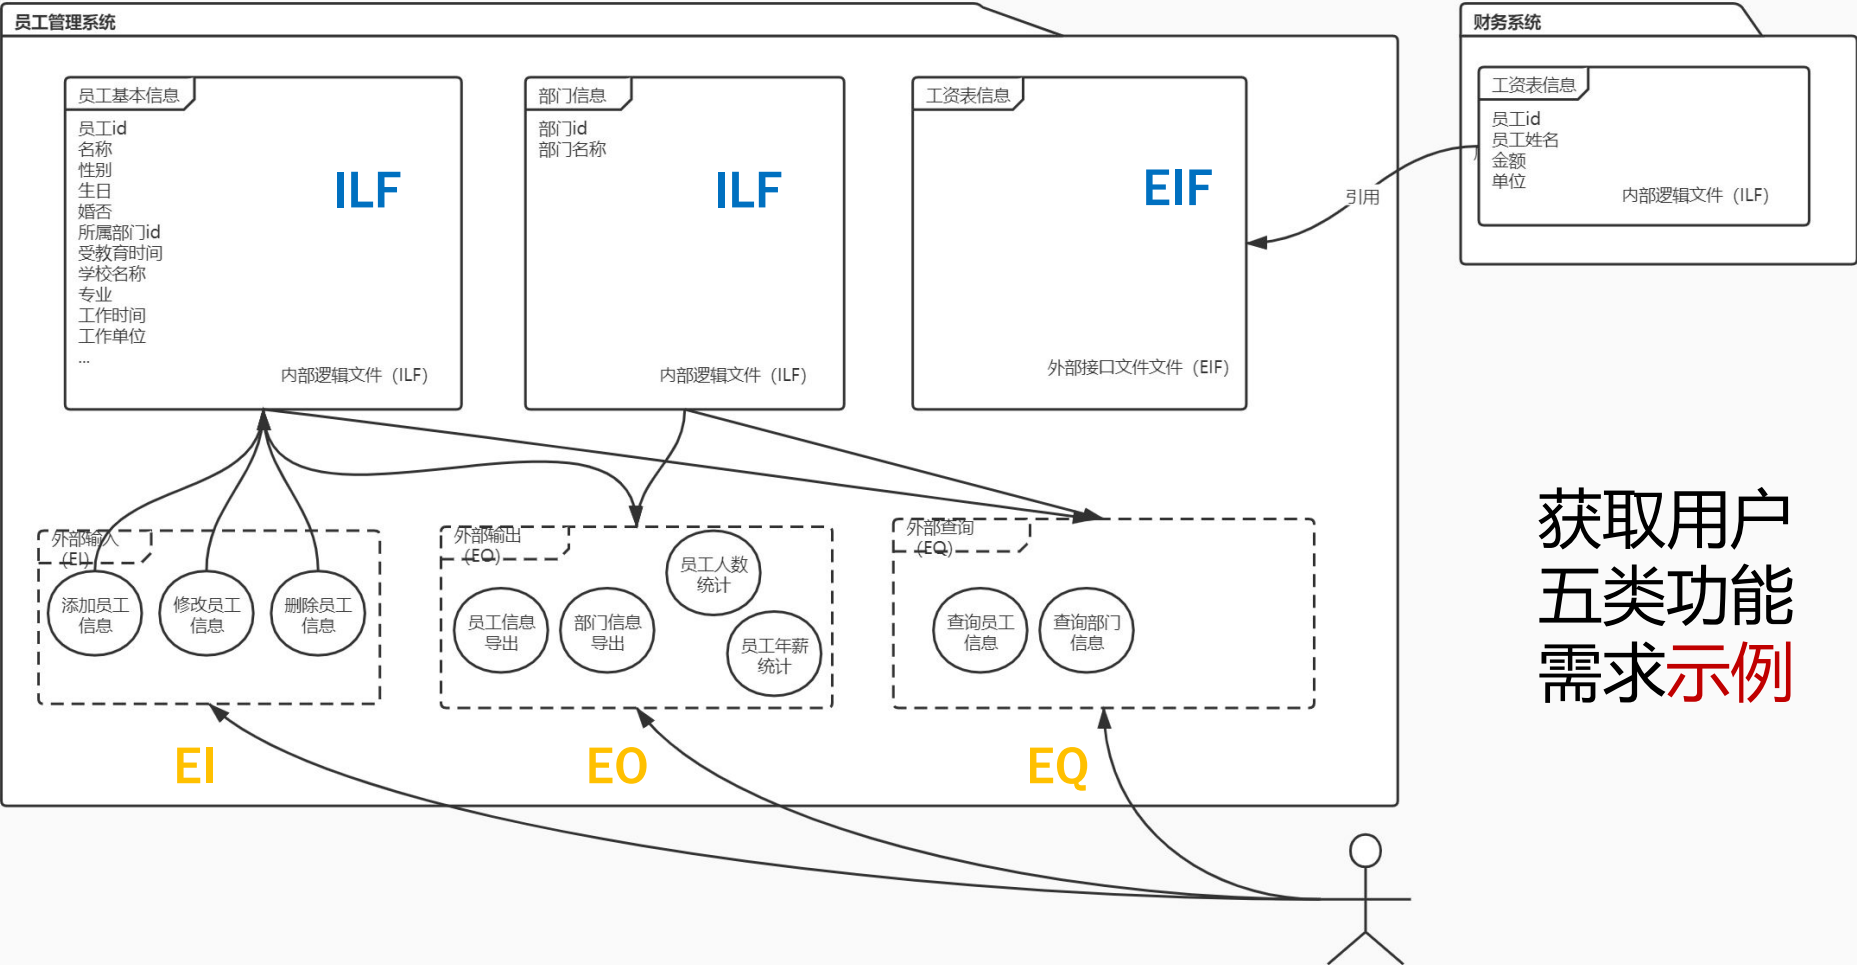 员工管理系统
财务系统
员工基本信息
员工id
名称
性别
生日
婚否
所属部门id
受教育时间
学校名称
专业
工作时间
工作单位
...
ILF
内部逻辑文件（ILF）
部门信息
部门id
部门名称
ILF
内部逻辑文件（ILF）
工资表信息
EIF
外部接口文件文件（EIF）
引用
工资表信息
员工id
员工姓名
金额
单位
内部逻辑文件（ILF）
外部输入
（EI）
添加员工
信息
修改员工
信息
删除员工
信息
EI
外部输出
（EO）
员工信息
导出
部门信息
导出
员工人数
统计
员工年薪
统计
EO
外部查询
（EQ）
查询员工
信息
查询部门
信息
EQ
获取用户
五类功能
需求示例